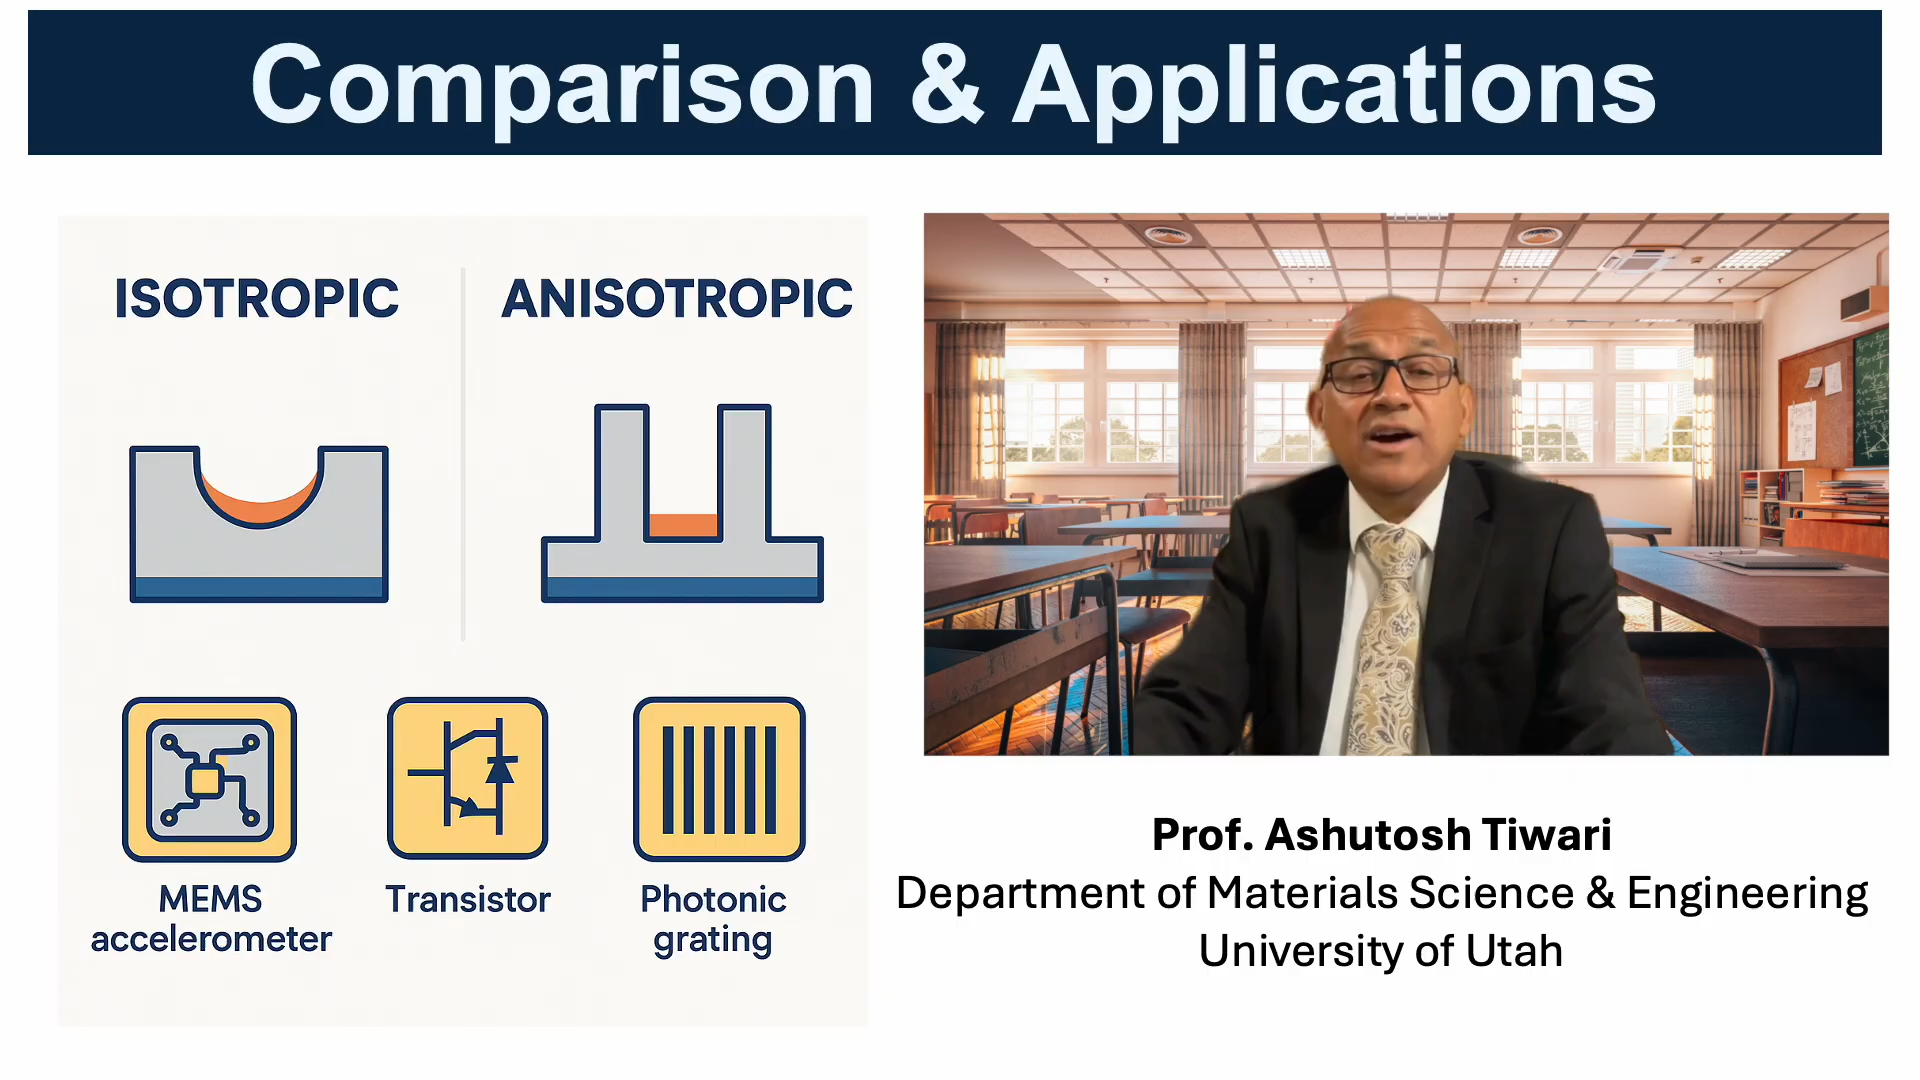 Comparison & Applications
ISOTROPIC
ANISOTROPIC
MEMS
accelerometer
Transistor
Photonic
grating
Prof. Ashutosh Tiwari
Department of Materials Science & Engineering
University of Utah